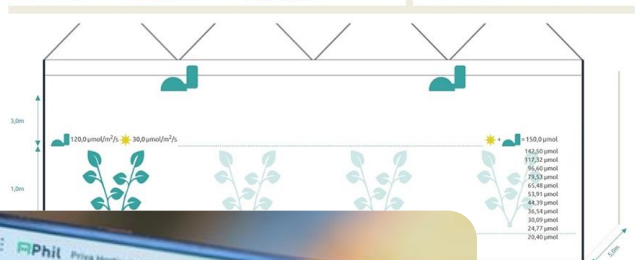 3,0m
120,0 µmol/m²/s 30,0 µmol/m²/s
+ =150,0 µmol
142,50 µmol
117,32 µmol
96,60 µmol
79,53 µmol
65,48 µmol
53,91 µmol
44,39 µmol
36,54 µmol
30,09 µmol
24,77 µmol
20,40 µmol
1,0m
5,0m
Phil Priva